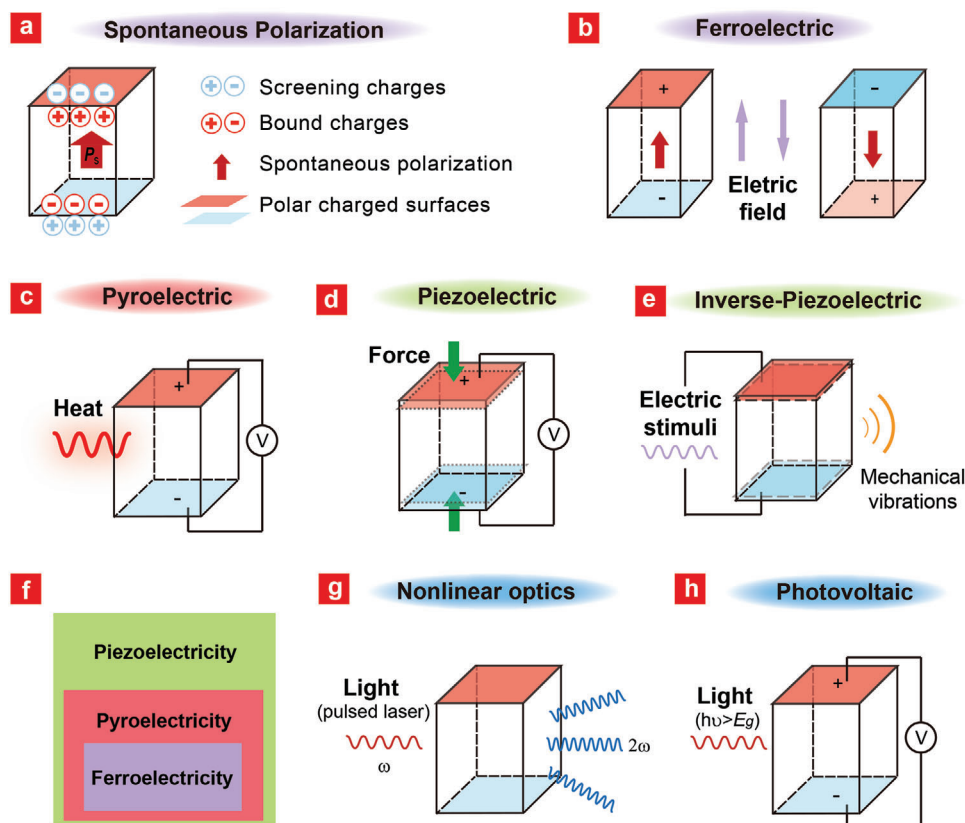 a
Spontaneous Polarization
Screening charges
Bound charges
Ps
Spontaneous polarization
Polar charged surfaces
b
Ferroelectric
+
-
-
+
Eletric
field
c
Pyroelectric
Heat
+
-
V
d
Piezoelectric
Force
+
-
V
e
Inverse-Piezoelectric
Electric
stimuli
Mechanical
vibrations
f
Piezoelectricity
Pyroelectricity
Ferroelectricity
g
Nonlinear optics
Light
(pulsed laser)
ω
2ω
h
Photovoltaic
Light
(hυ>Eg)
+
-
V